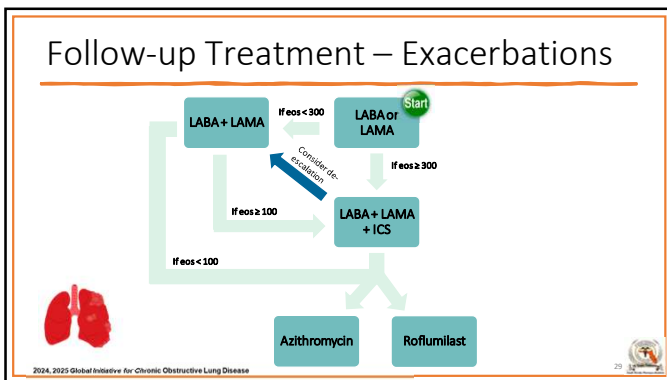 Follow-up Treatment – Exacerbations
Start
LABA + LAMA
If eos < 300
LABA or
LAMA
Consider de-
escalation
If eos ≥ 300
If eos ≥ 100
LABA + LAMA
+ ICS
If eos < 100
Azithromycin
Roflumilast
2024, 2025 Global Initiative for Chronic Obstructive Lung Disease
29